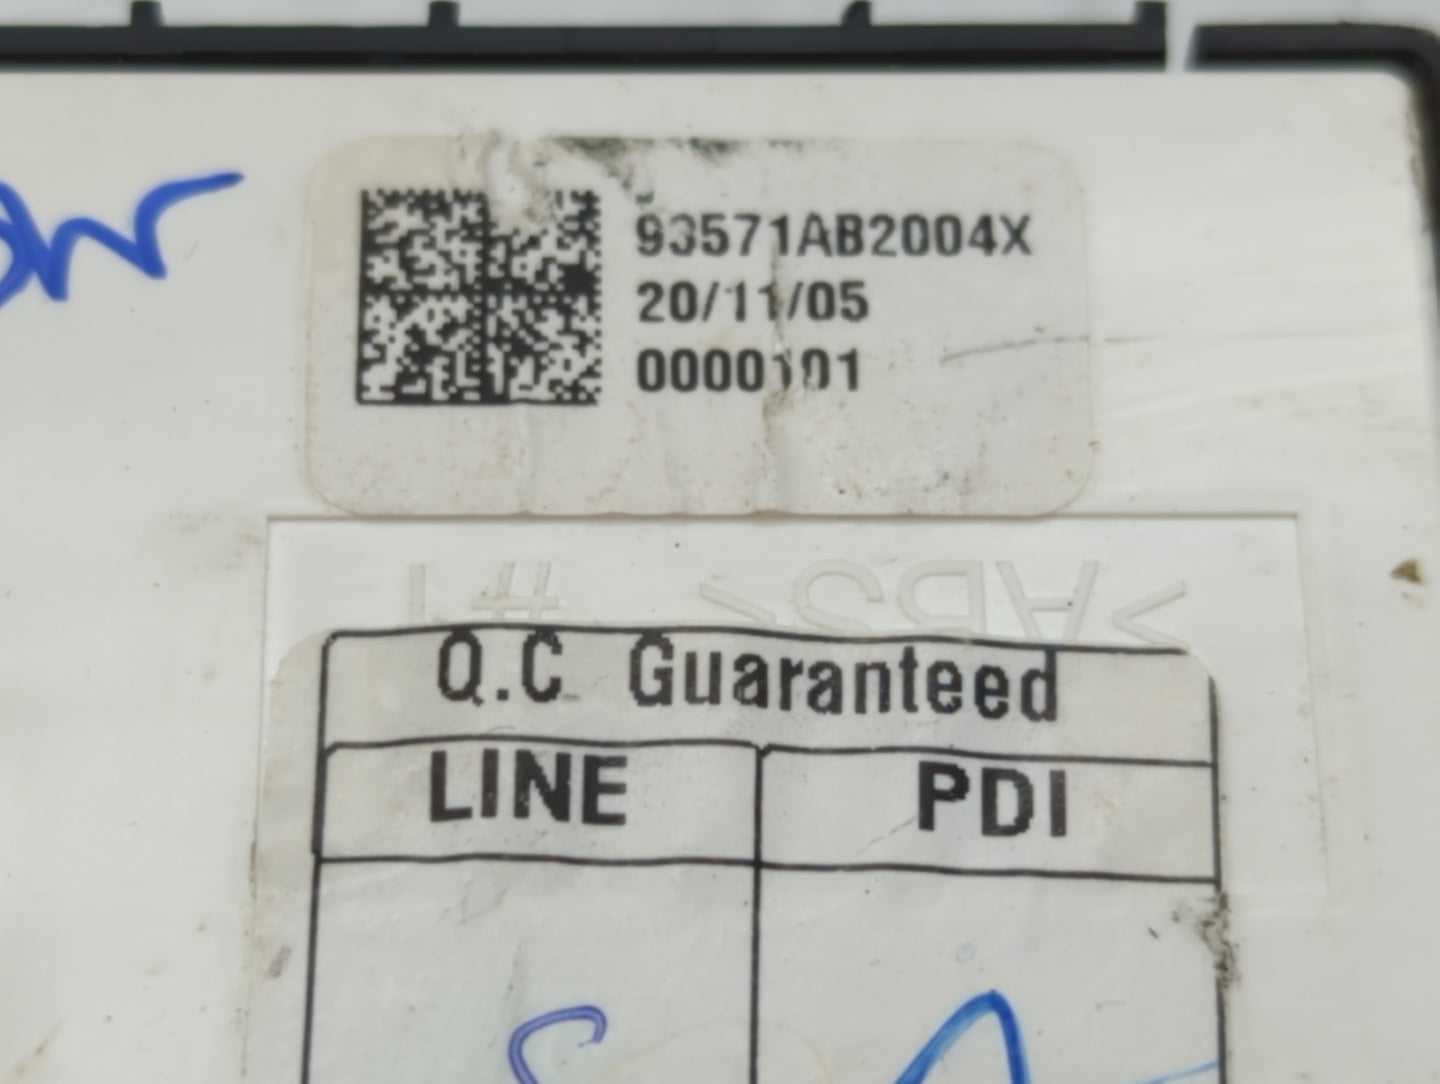 93571AB2004X
20/11/05
0000101
Q.C Guaranteed
LINE PDI